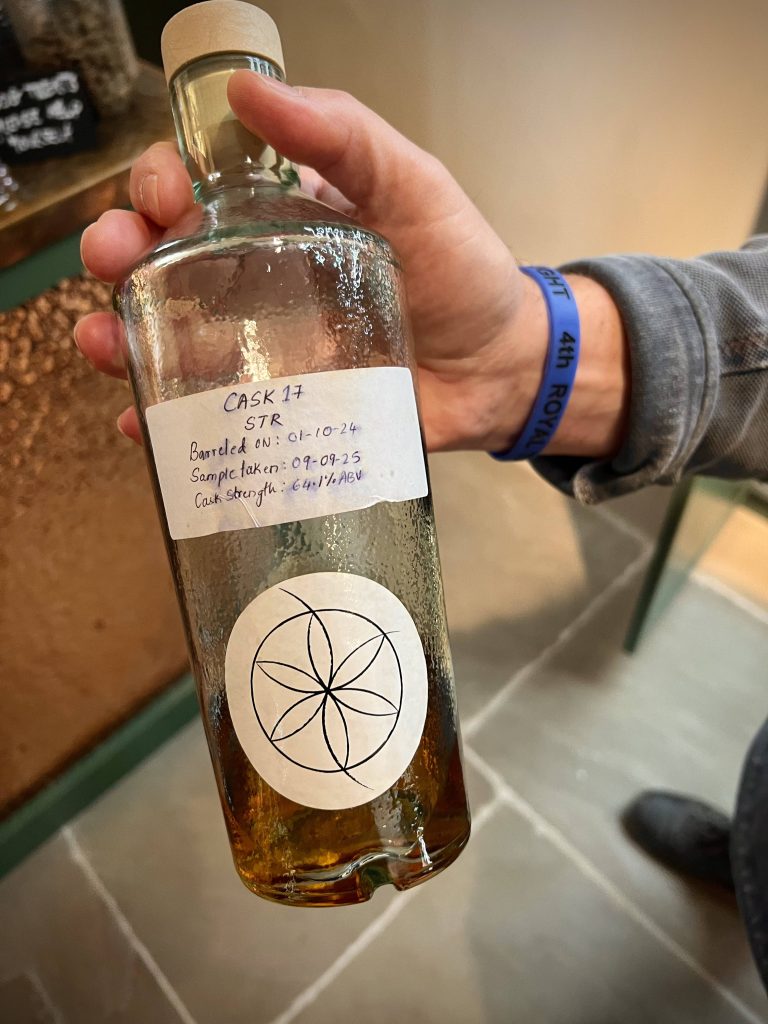 CASK 17
STR
Barreled ON: 01-10-24
Sample taken: 09-09-25
Cask strength: 64.1% ABV
GHT 4th ROYAL